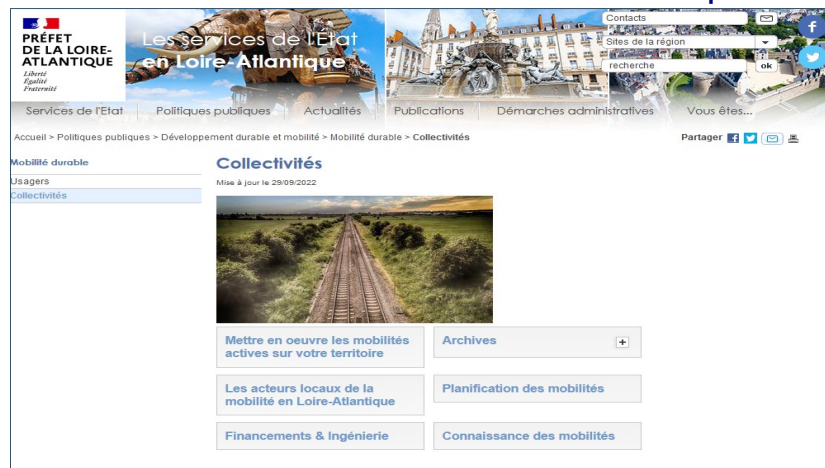 PRÉFET
DE LA LOIRE-
ATLANTIQUE
Liberté
Égalité
Fraternité
Les services de l'État
en Loire-Atlantique
Contacts
Sites de la région
recherche
ok
Services de l'Etat
Politiques publiques
Actualités
Publications
Démarches administratives
Vous êtes...
Accueil > Politiques publiques > Développement durable et mobilité > Mobilité durable > Collectivités
Partager
Mobilité durable
Usagers
Collectivités
Collectivités
Mise à jour le 29/09/2022
Mettre en oeuvre les mobilités
actives sur votre territoire
Archives
Les acteurs locaux de la
mobilité en Loire-Atlantique
Planification des mobilités
Financements & Ingénierie
Connaissance des mobilités